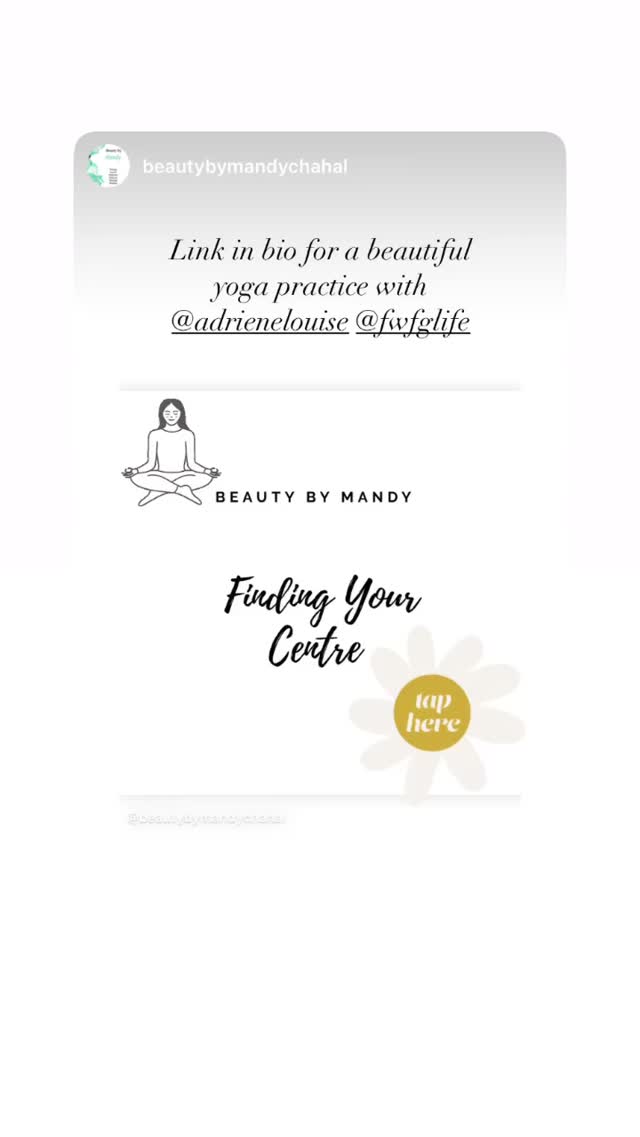 beautybymandychahal
Link in bio for a beautiful
yoga practice with
@adrienelouise @fwfglife
BEAUTY BY MANDY
Finding Your
Centre
tap
here
@beautybymandychahal